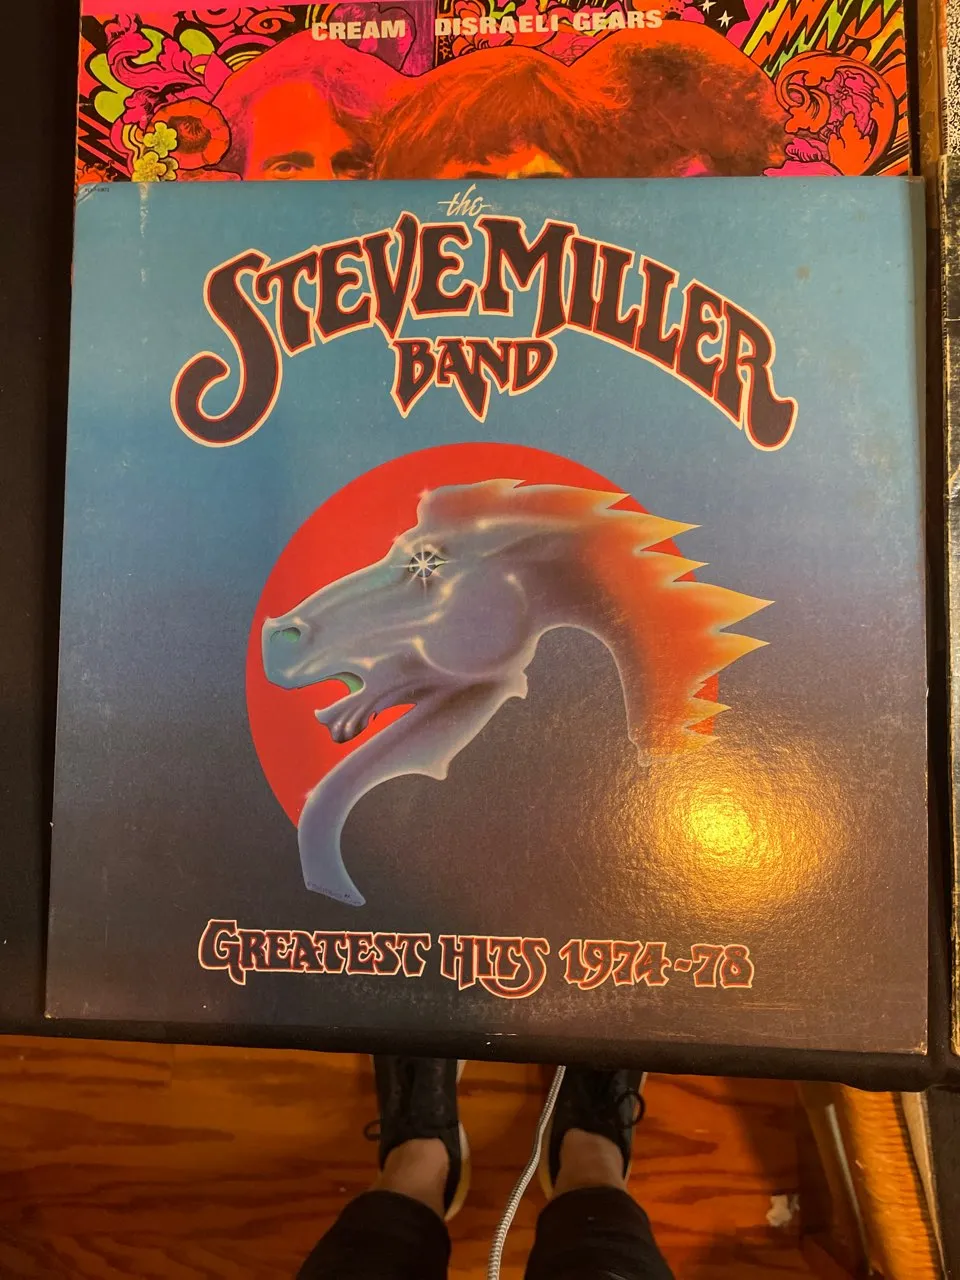 CREAM DISRAELI GEARS
the
STEVE MILLER
BAND
GREATEST HITS 1974-78